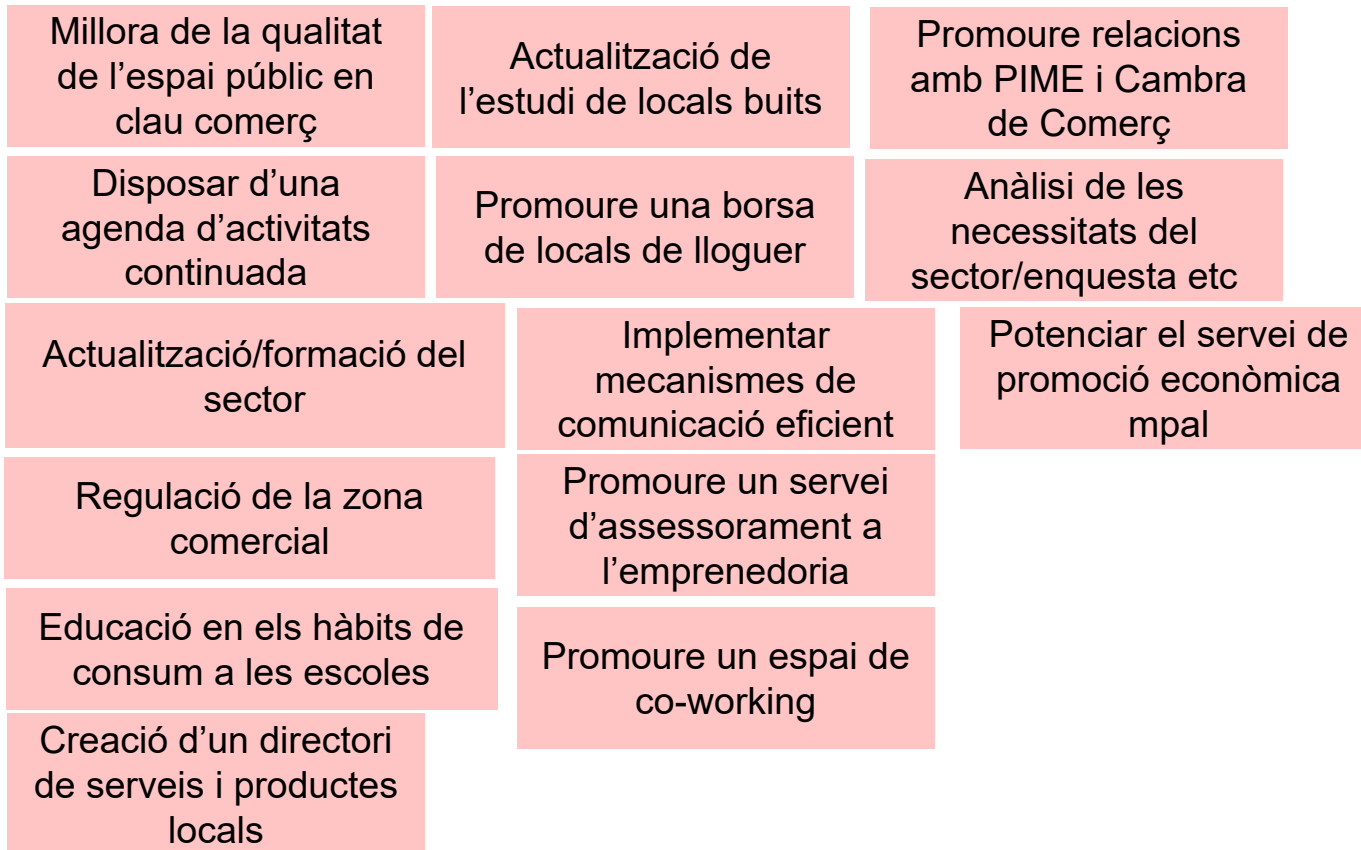 Millora de la qualitat
de l’espai públic en
clau comerç
Actualització de
l’estudi de locals buits
Promoure relacions
amb PIME i Cambra
de Comerç
Disposar d’una
agenda d’activitats
continuada
Promoure una borsa
de locals de lloguer
Anàlisi de les
necessitats del
sector/enquesta etc
Actualització/formació del
sector
Implementar
mecanismes de
comunicació eficient
Potenciar el servei de
promoció econòmica
mpal
Regulació de la zona
comercial
Promoure un servei
d’assessorament a
l’emprenedoria
Educació en els hàbits de
consum a les escoles
Promoure un espai de
co-working
Creació d’un directori
de serveis i productes
locals